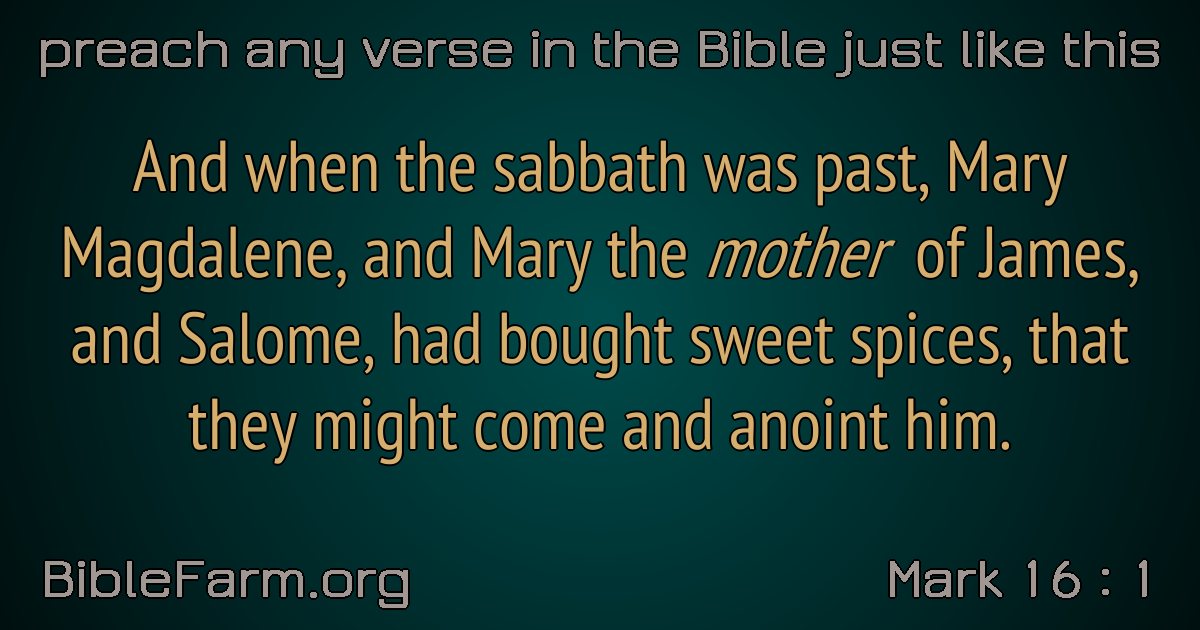 preach any verse in the Bible just like this
And when the sabbath was past, Mary
Magdalene, and Mary the mother of James,
and Salome, had bought sweet spices, that
they might come and anoint him.
BibleFarm.org
Mark 16 : 1